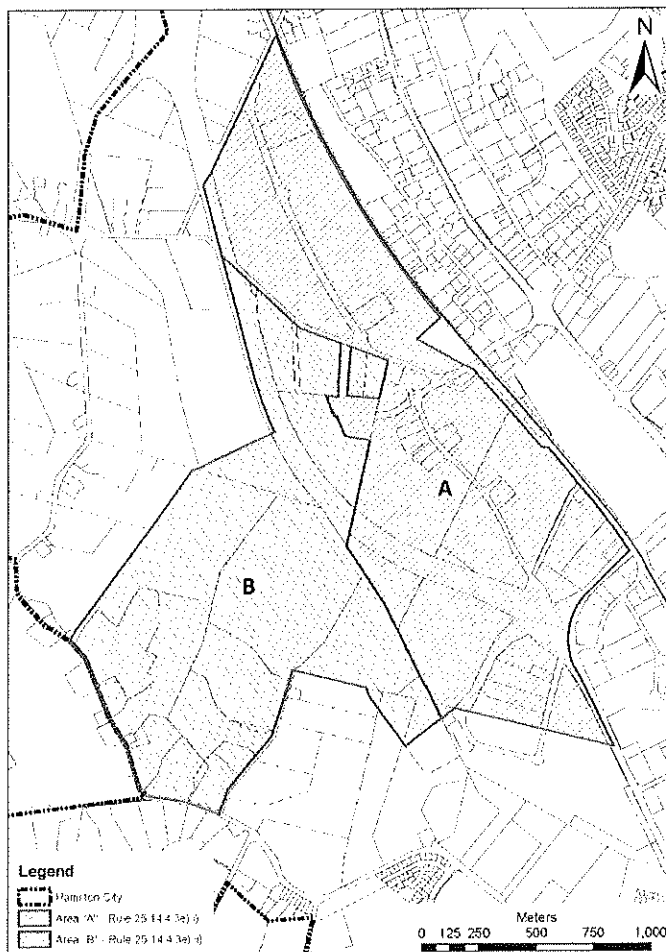 N
A
B
Legend
Hamilton City
Area 'A' - Rule 25.14.4.3e)
Area 'B' - Rule 25.14.4.3e)
Meters
0 125 250 500 750 1,000